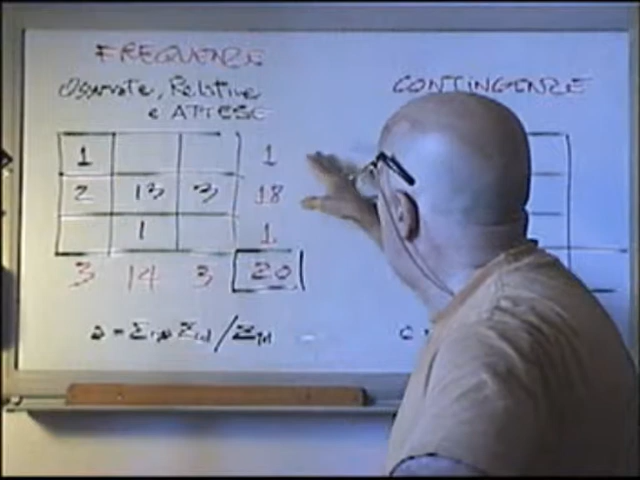 FREQUENZE
Osservate, Relative
e ATTESE
CONTINGENZE
1 1
2 13 3 18
1 1
3 14 3 20